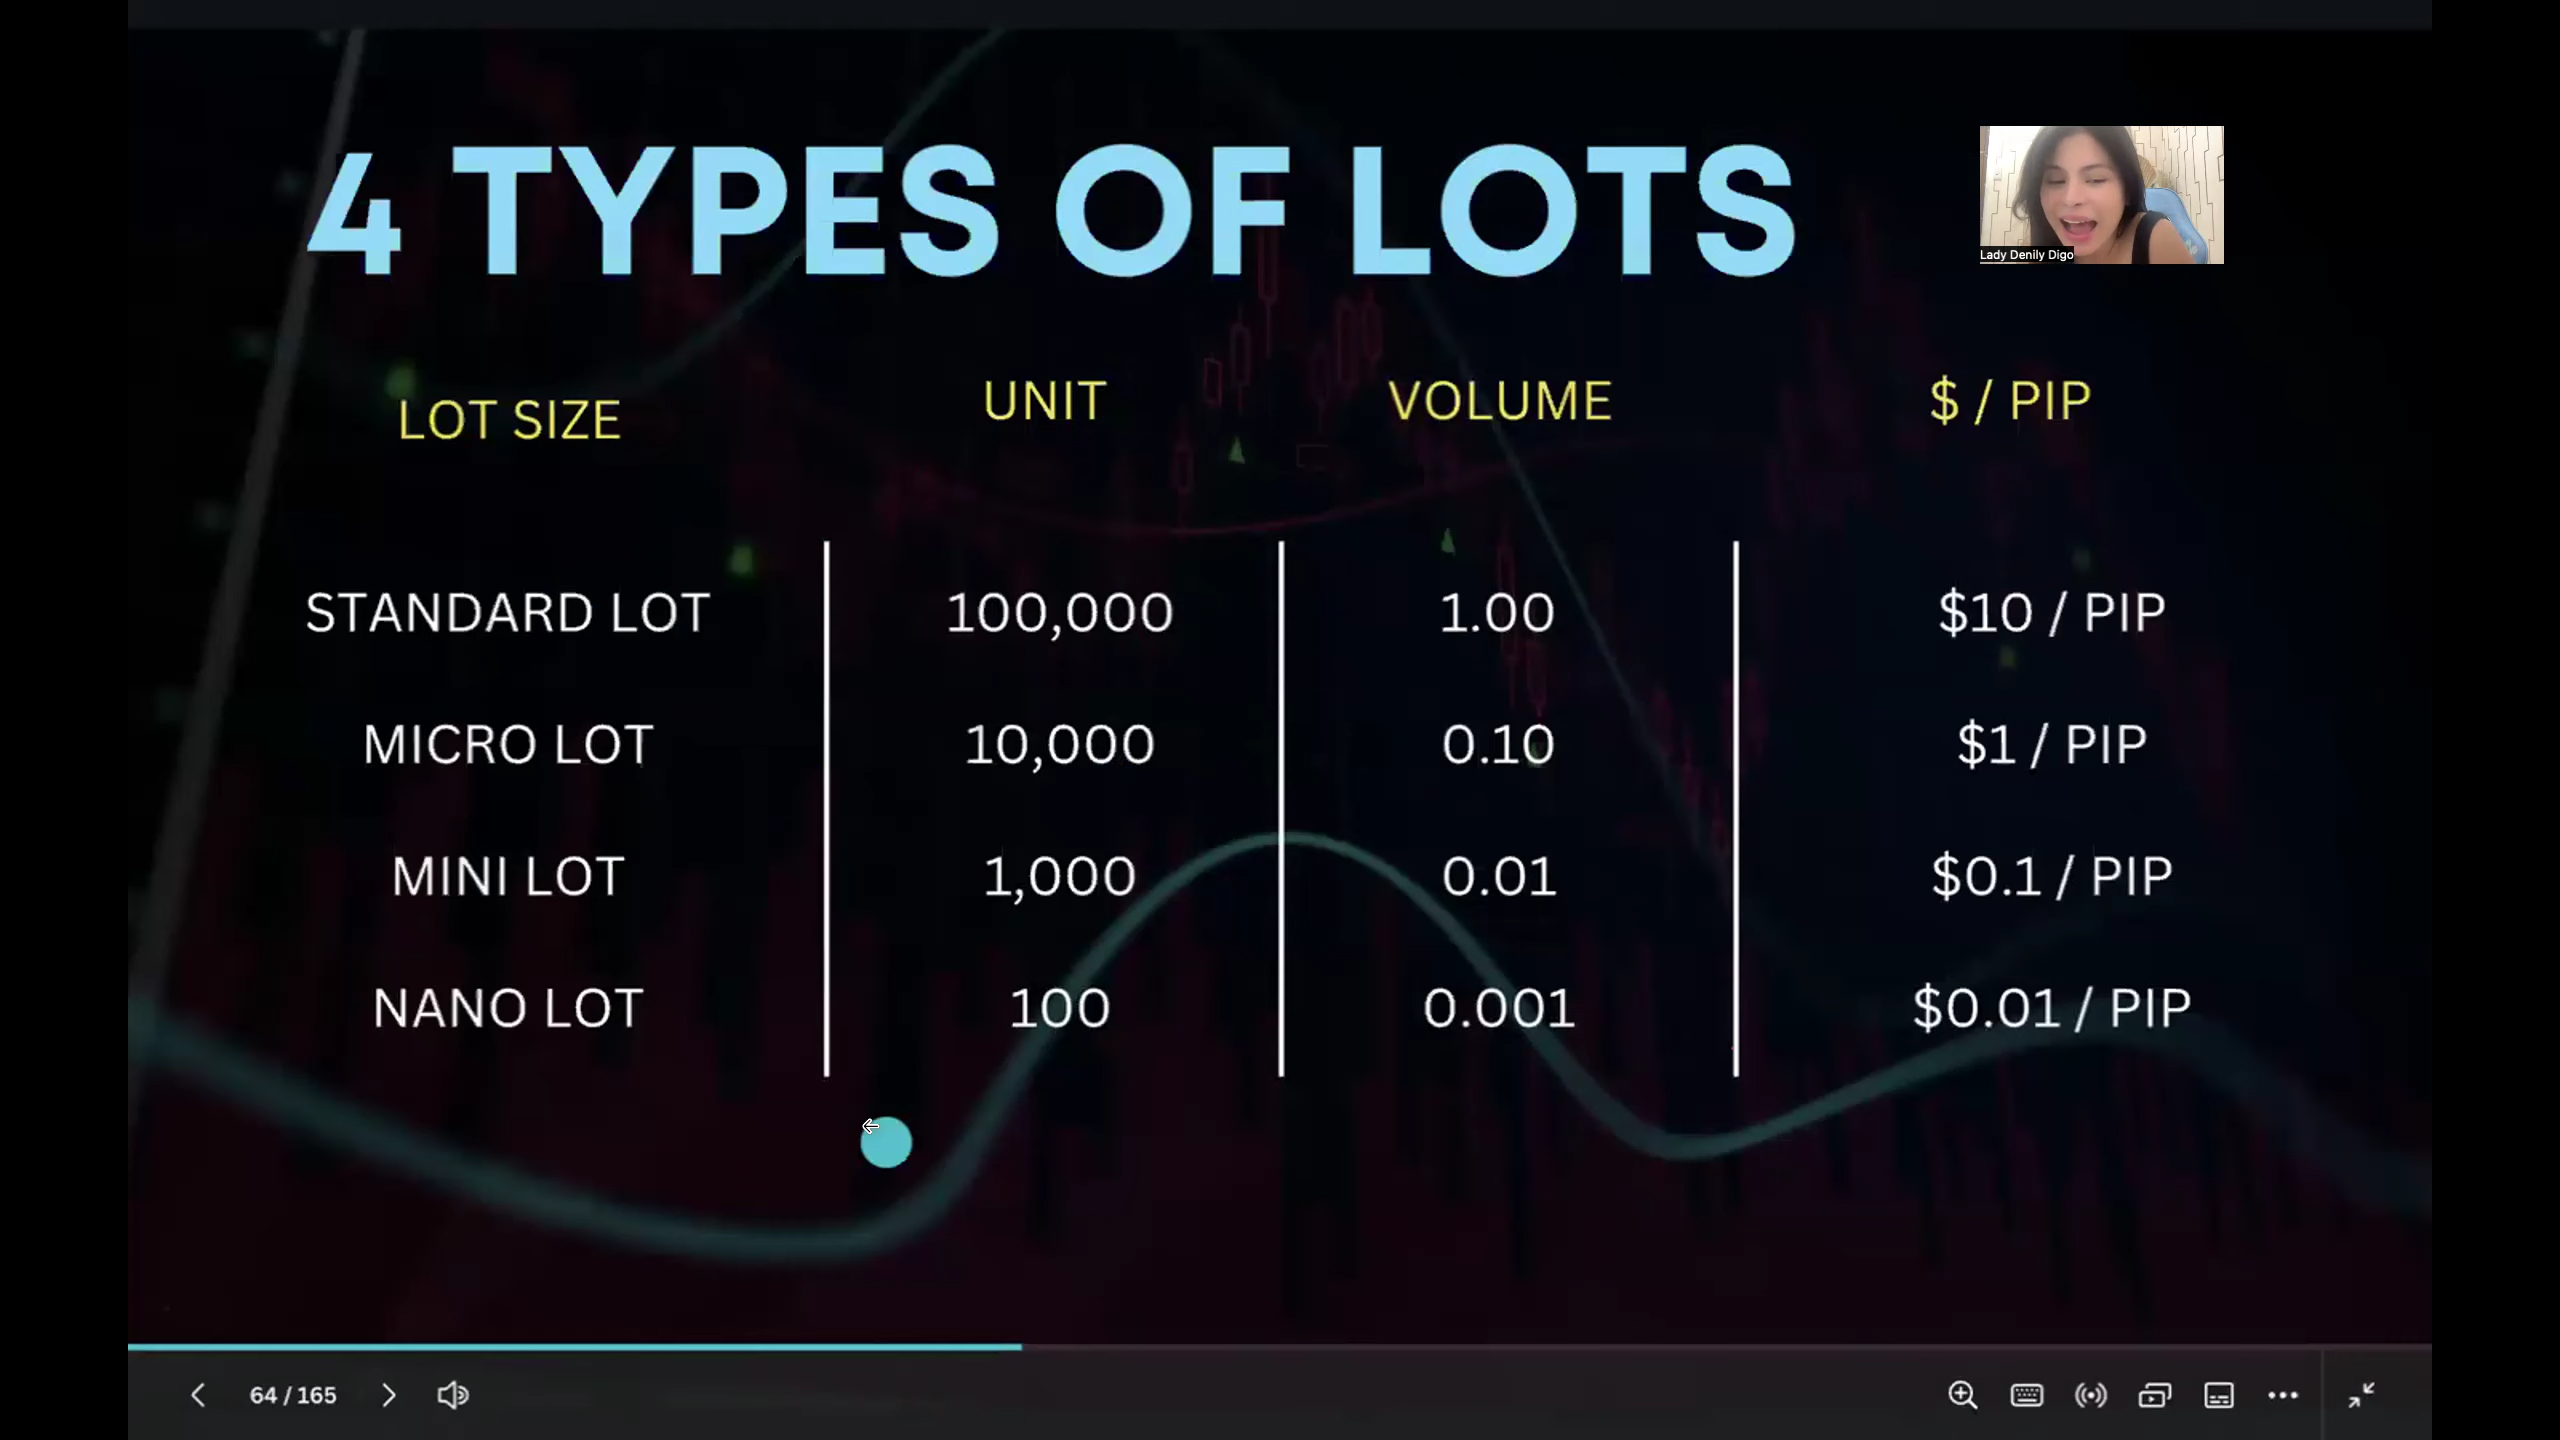 4 TYPES OF LOTS
Lady Denily Digo
LOT SIZE UNIT VOLUME $ / PIP
STANDARD LOT 100,000 1.00 $10 / PIP
MICRO LOT 10,000 0.10 $1 / PIP
MINI LOT 1,000 0.01 $0.1 / PIP
NANO LOT 100 0.001 $0.01 / PIP
64 / 165